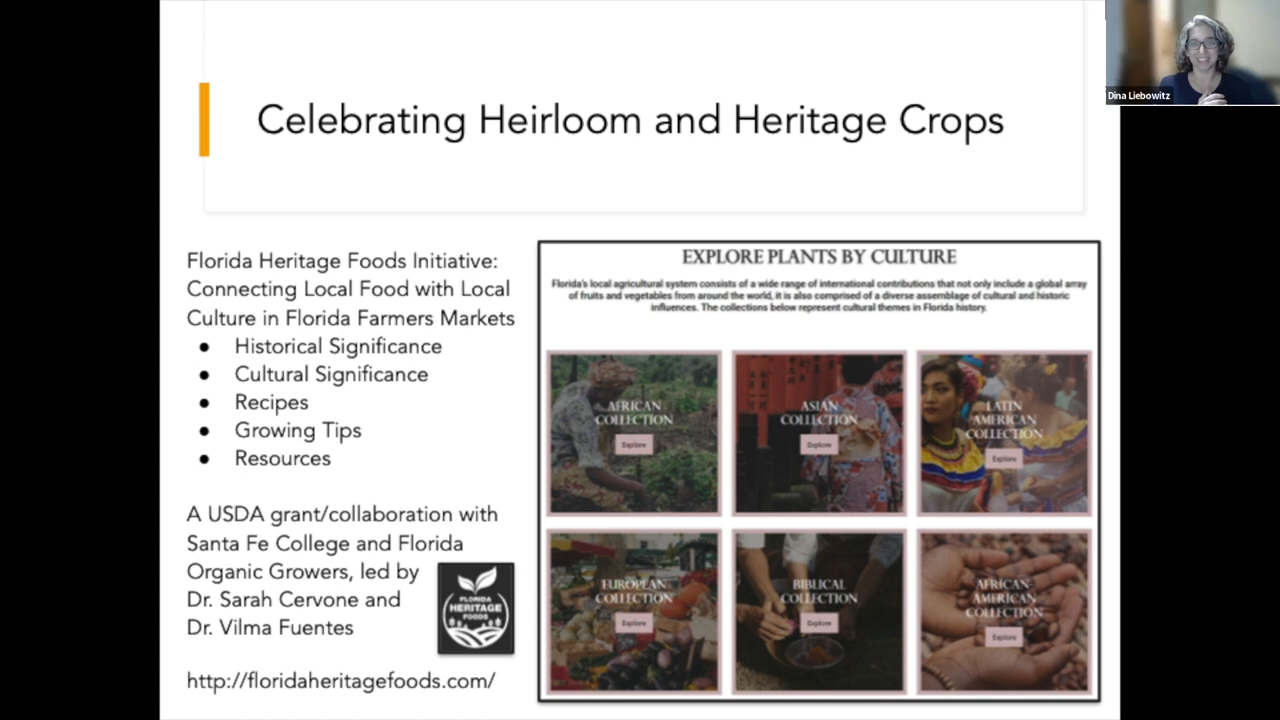 Dina Liebowitz
Celebrating Heirloom and Heritage Crops
Florida Heritage Foods Initiative:
Connecting Local Food with Local
Culture in Florida Farmers Markets
● Historical Significance
● Cultural Significance
● Recipes
● Growing Tips
● Resources
A USDA grant/collaboration with
Santa Fe College and Florida
Organic Growers, led by
Dr. Sarah Cervone and
Dr. Vilma Fuentes
FLORIDA
HERITAGE
FOODS
http://floridaheritagefoods.com/
EXPLORE PLANTS BY CULTURE
Florida's local agricultural system consists of a wide range of international contributions that not only include a global array
of fruits and vegetables from around the world, it is also comprised of a diverse assemblage of cultural and historic
influences. The collections below represent cultural themes in Florida history.
AFRICAN
COLLECTION
Explore
ASIAN
COLLECTION
Explore
LATIN
AMERICAN
COLLECTION
Explore
EUROPEAN
COLLECTION
Explore
BIBLICAL
COLLECTION
Explore
AFRICAN-
AMERICAN
COLLECTION
Explore